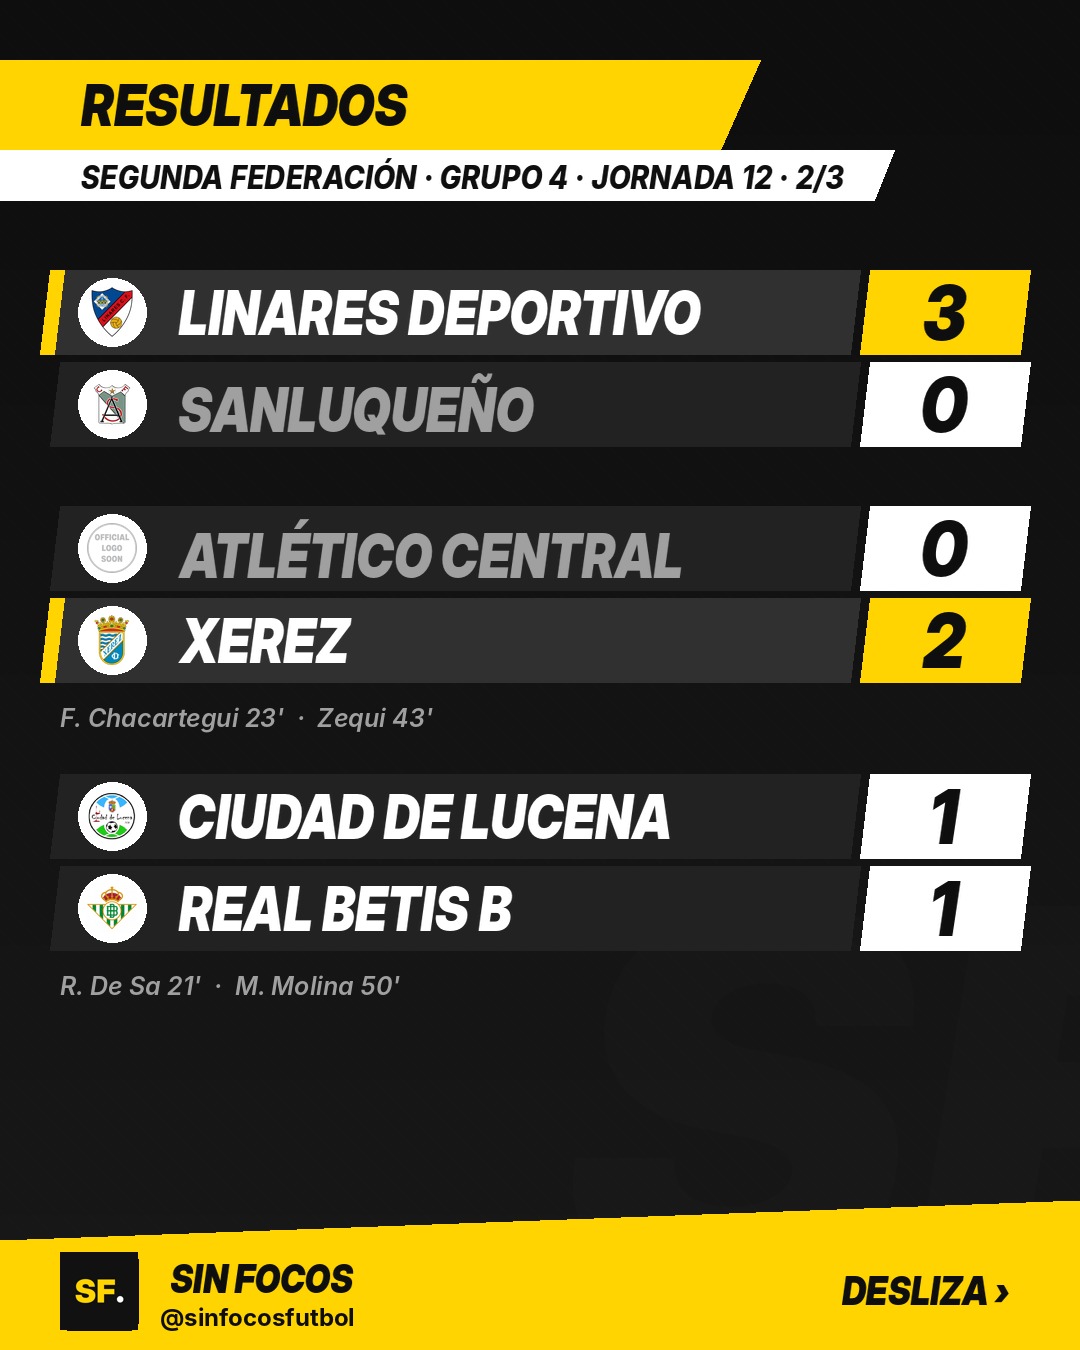 RESULTADOS
SEGUNDA FEDERACIÓN · GRUPO 4 · JORNADA 12 · 2/3
LINARES DEPORTIVO 3
SANLUQUEÑO 0
OFFICIAL
LOGO
SOON
ATLÉTICO CENTRAL 0
XEREZ 2
F. Chacartegui 23' · Zequi 43'
CIUDAD DE LUCENA 1
REAL BETIS B 1
R. De Sa 21' · M. Molina 50'
SF.
SIN FOCOS
@sinfocosfutbol
DESLIZA ›